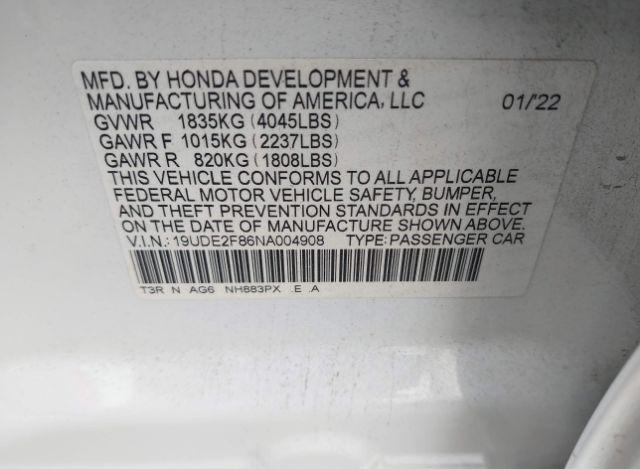 MFD. BY HONDA DEVELOPMENT &
MANUFACTURING OF AMERICA, LLC 01/'22
GVWR 1835KG (4045LBS)
GAWR F 1015KG (2237LBS)
GAWR R 820KG (1808LBS)
THIS VEHICLE CONFORMS TO ALL APPLICABLE
FEDERAL MOTOR VEHICLE SAFETY, BUMPER,
AND THEFT PREVENTION STANDARDS IN EFFECT
ON THE DATE OF MANUFACTURE SHOWN ABOVE.
V.I.N.: 19UDE2F86NA004908 TYPE: PASSENGER CAR
T3R N AG6 NH883PX .E .A